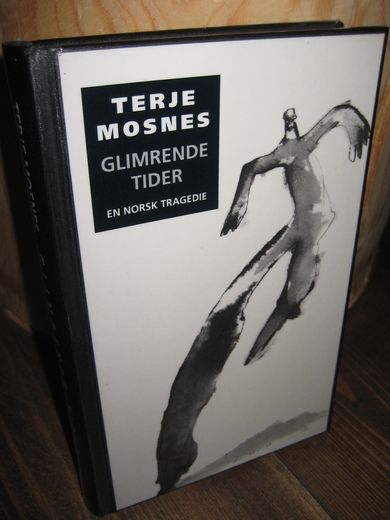 TERJE
MOSNES
GLIMRENDE
TIDER
EN NORSK TRAGEDIE